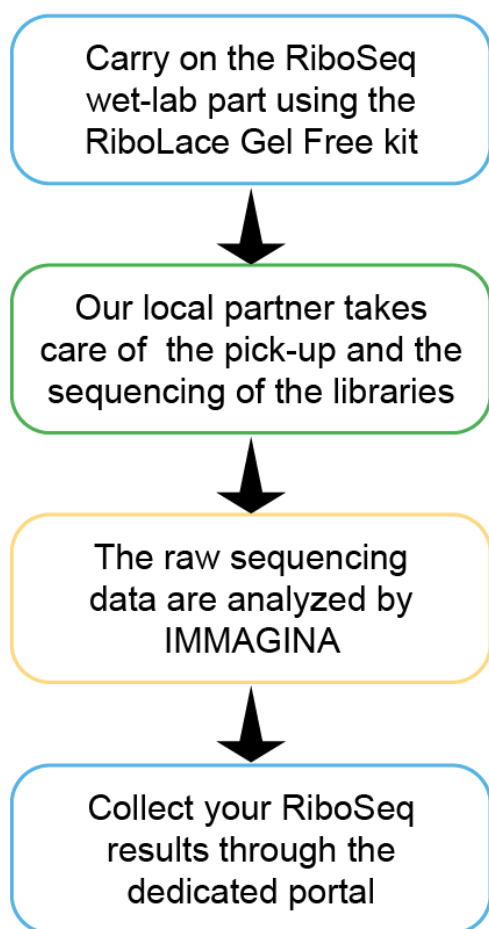 Carry on the RiboSeq
wet-lab part using the
RiboLace Gel Free kit
Our local partner takes
care of  the pick-up and the
sequencing of the libraries
The raw sequencing
data are analyzed by
IMMAGINA
Collect your RiboSeq
results through the
dedicated portal